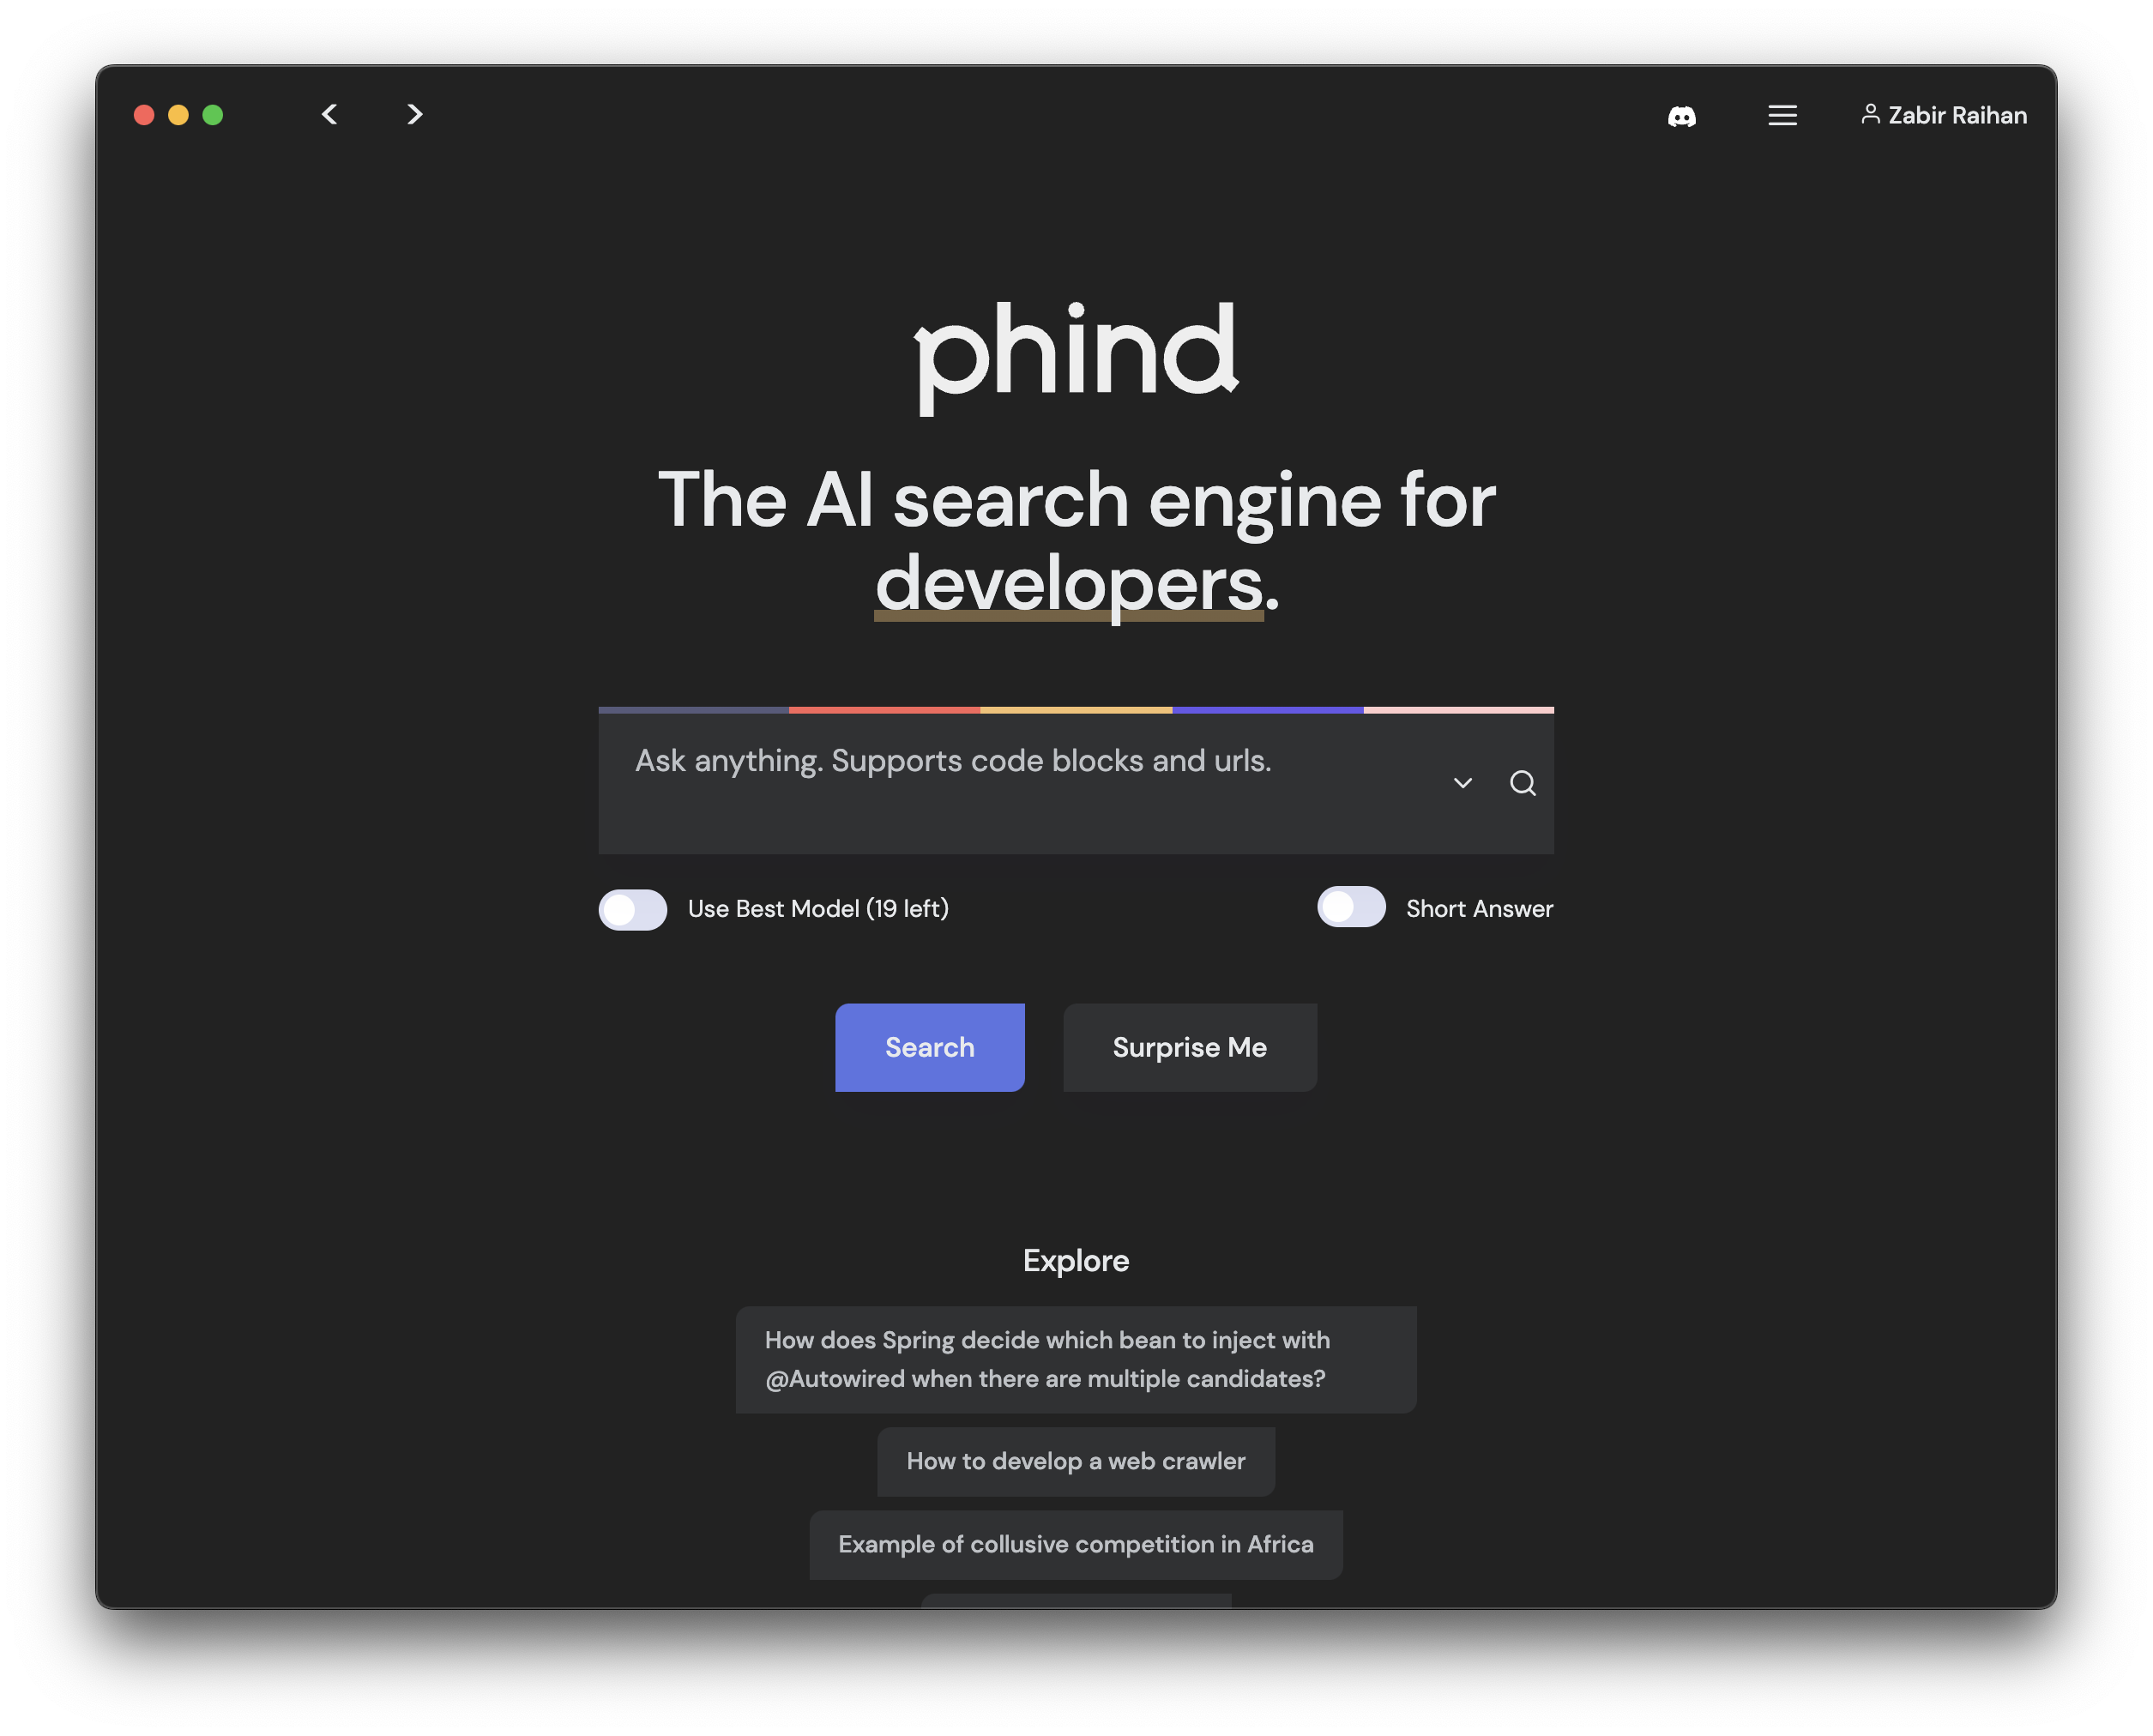 Zabir Raihan
phind
The AI search engine for
developers.
Ask anything. Supports code blocks and urls.
Use Best Model (19 left)
Short Answer
Search
Surprise Me
Explore
How does Spring decide which bean to inject with
@Autowired when there are multiple candidates?
How to develop a web crawler
Example of collusive competition in Africa